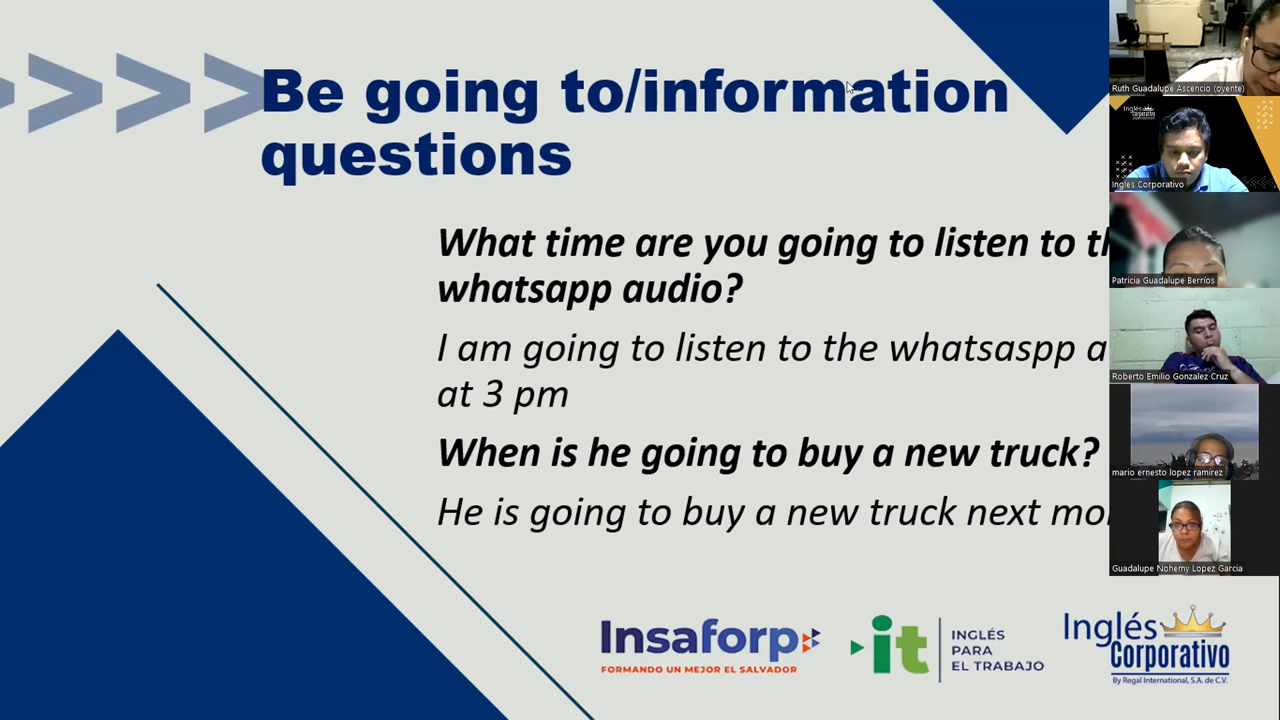 Be going to/information
questions
What time are you going to listen to
whatsapp audio?
I am going to listen to the whatsaspp
at 3 pm
When is he going to buy a new truck?
He is going to buy a new truck next
Insaforp
FORMANDO UN MEJOR EL SALVADOR
it
INGLÉS
PARA
EL TRABAJO
Inglés
Corporativo
By Regal International, S.A. de C.V.
Ruth Guadalupe Ascencio (oyente)
Inglés
Corporativo
Ingles Corporativo
Patricia Guadalupe Berríos
Roberto Emilio Gonzalez Cruz
mario ernesto lopez ramirez
Guadalupe Nohemy Lopez Garcia